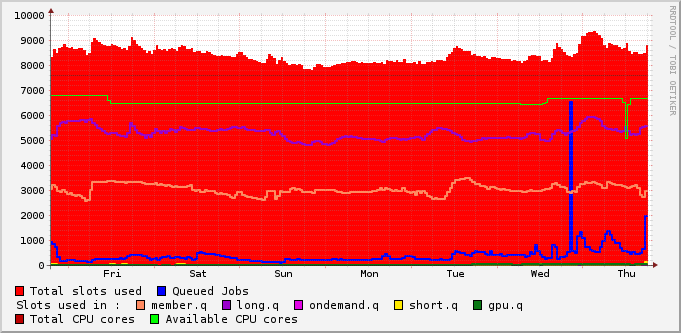 10000
9000
8000
7000
6000
5000
4000
3000
2000
1000
0
Fri Sat Sun Mon Tue Wed Thu
RRDTOOL / TOBI OETIKER
Total slots used Queued Jobs
Slots used in : member.q long.q ondemand.q short.q gpu.q
Total CPU cores Available CPU cores